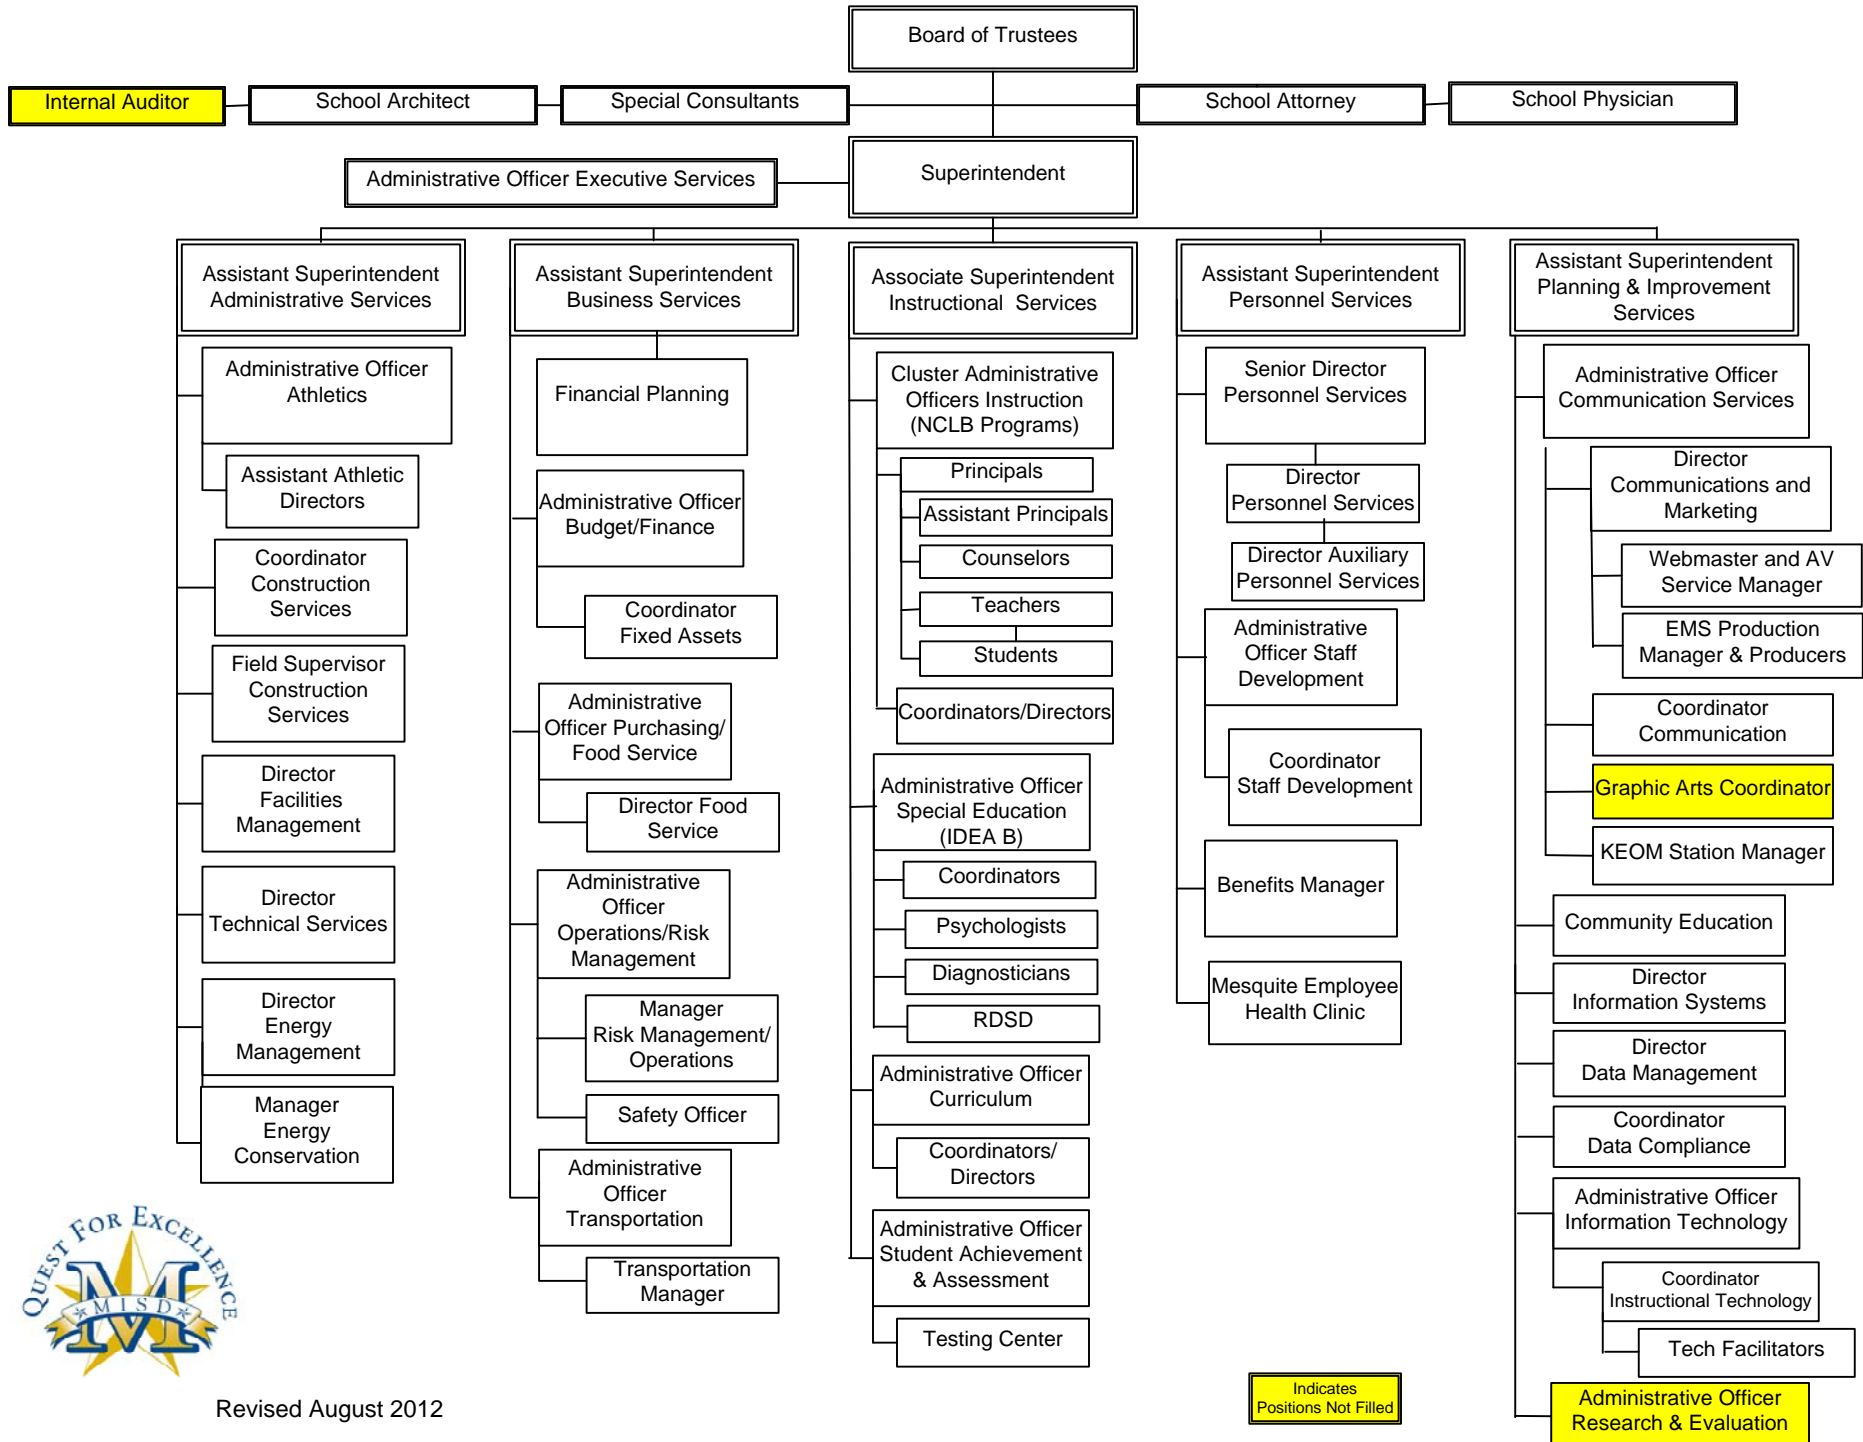 Board of Trustees
Internal Auditor
School Architect
Special Consultants
School Attorney
School Physician
Administrative Officer Executive Services
Superintendent
Assistant Superintendent
Administrative Services
Administrative Officer
Athletics
Assistant Athletic
Directors
Coordinator
Construction
Services
Field Supervisor
Construction
Services
Director
Facilities
Management
Director
Technical Services
Director
Energy
Management
Manager
Energy
Conservation
Assistant Superintendent
Business Services
Financial Planning
Administrative Officer
Budget/Finance
Coordinator
Fixed Assets
Administrative
Officer Purchasing/
Food Service
Director Food
Service
Administrative
Officer
Operations/Risk
Management
Manager
Risk Management/
Operations
Safety Officer
Administrative
Officer
Transportation
Transportation
Manager
Associate Superintendent
Instructional Services
Cluster Administrative
Officers Instruction
(NCLB Programs)
Principals
Assistant Principals
Counselors
Teachers
Students
Coordinators/Directors
Administrative Officer
Special Education
(IDEA B)
Coordinators
Psychologists
Diagnosticians
RDSD
Administrative Officer
Curriculum
Coordinators/
Directors
Administrative Officer
Student Achievement
& Assessment
Testing Center
Assistant Superintendent
Personnel Services
Senior Director
Personnel Services
Director
Personnel Services
Director Auxiliary
Personnel Services
Administrative
Officer Staff
Development
Coordinator
Staff Development
Benefits Manager
Mesquite Employee
Health Clinic
Assistant Superintendent
Planning & Improvement
Services
Administrative Officer
Communication Services
Director
Communications and
Marketing
Webmaster and AV
Service Manager
EMS Production
Manager & Producers
Coordinator
Communication
Graphic Arts Coordinator
KEOM Station Manager
Community Education
Director
Information Systems
Director
Data Management
Coordinator
Data Compliance
Administrative Officer
Information Technology
Coordinator
Instructional Technology
Tech Facilitators
Administrative Officer
Research & Evaluation
QUEST FOR EXCELLENCE
M
MISD
Revised August 2012
Indicates
Positions Not Filled